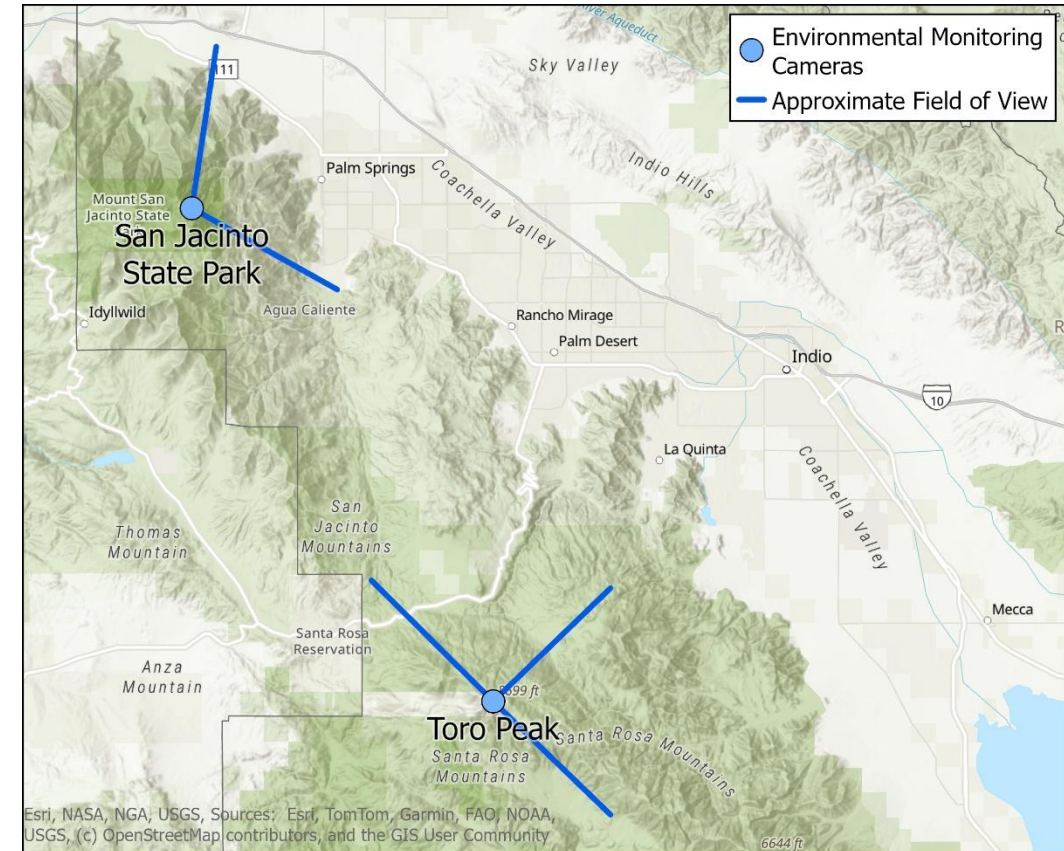 Environmental Monitoring
Cameras
Approximate Field of View
River Aqueduct
111
Sky Valley
Indio Hills
Palm Springs
Coachella Valley
Mount San
Jacinto State
San Jacinto
State Park
Agua Caliente
Idyllwild
Rancho Mirage
Palm Desert
Indio
10
La Quinta
Coachella Valley
San
Jacinto
Mountains
Thomas
Mountain
Mecca
Santa Rosa
Reservation
Anza
Mountain
Toro Peak
Santa Rosa Mountains
Santa Rosa
Mountains
6644 ft
Esri, NASA, NGA, USGS, Sources: Esri, TomTom, Garmin, FAO, NOAA,
USGS, (c) OpenStreetMap contributors, and the GIS User Community